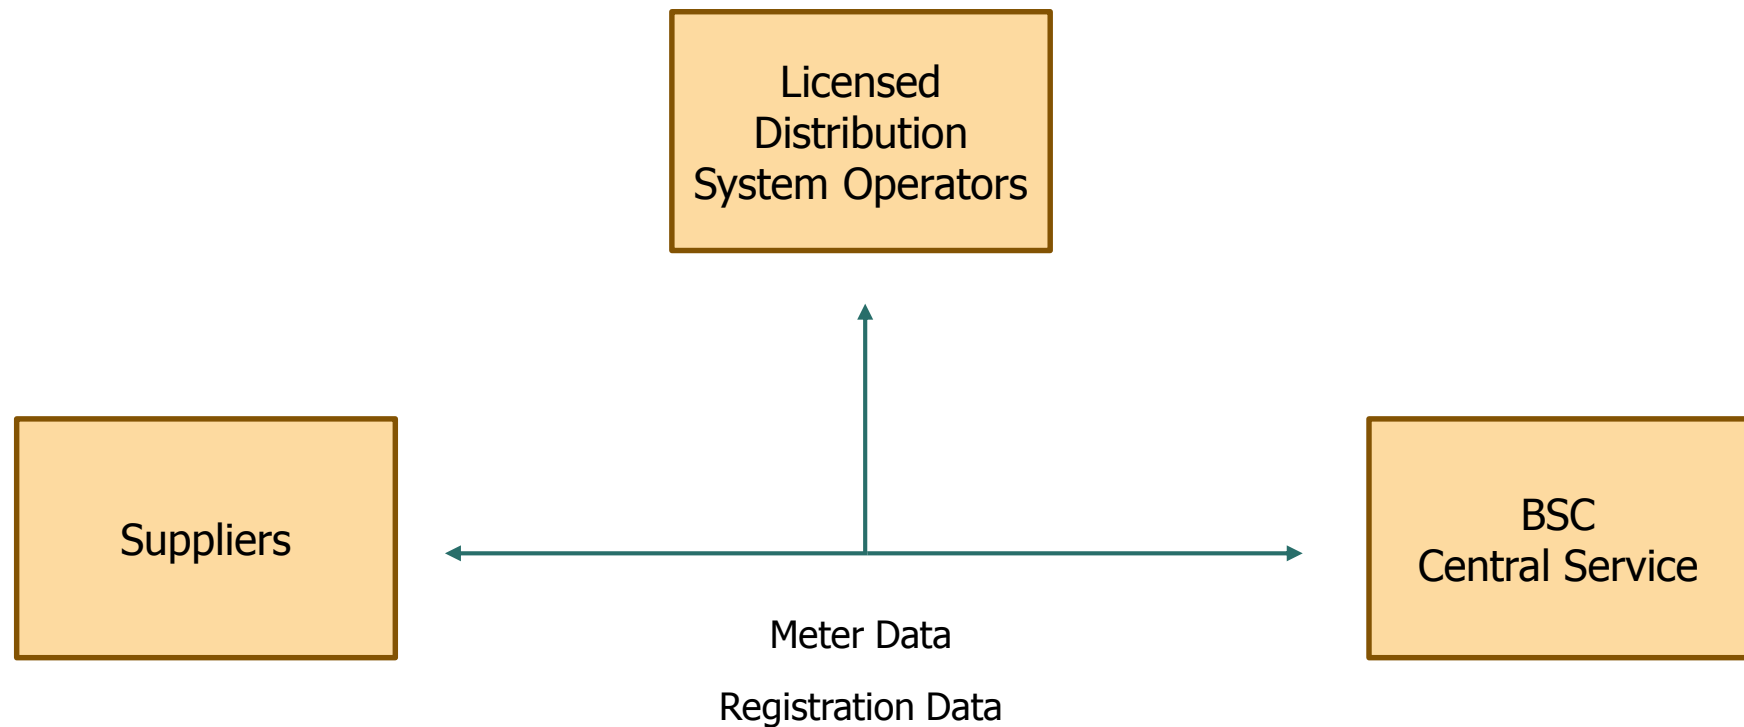 Licensed
Distribution
System Operators
Suppliers
BSC
Central Service
Meter Data
Registration Data